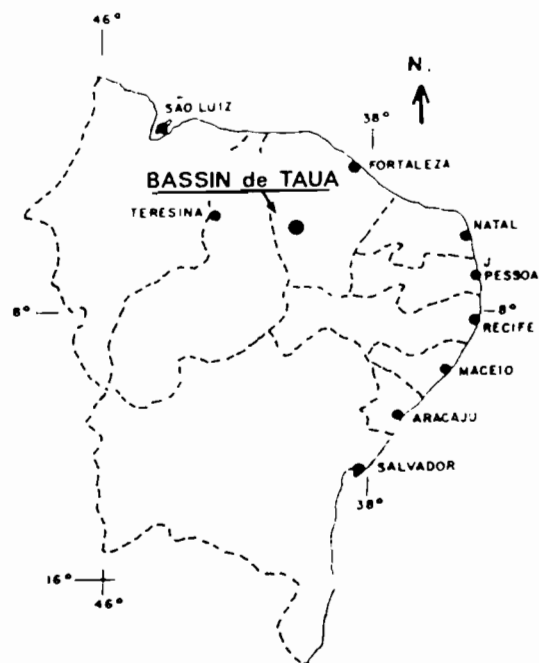 46°
N.
SÃO LUIZ
38°
FORTALEZA
BASSIN de TAUA
TERESINA
NATAL
J
PESSOA
8°
8°
RECIFE
MACEIO
ARACAJU
SALVADOR
38°
16°
46°